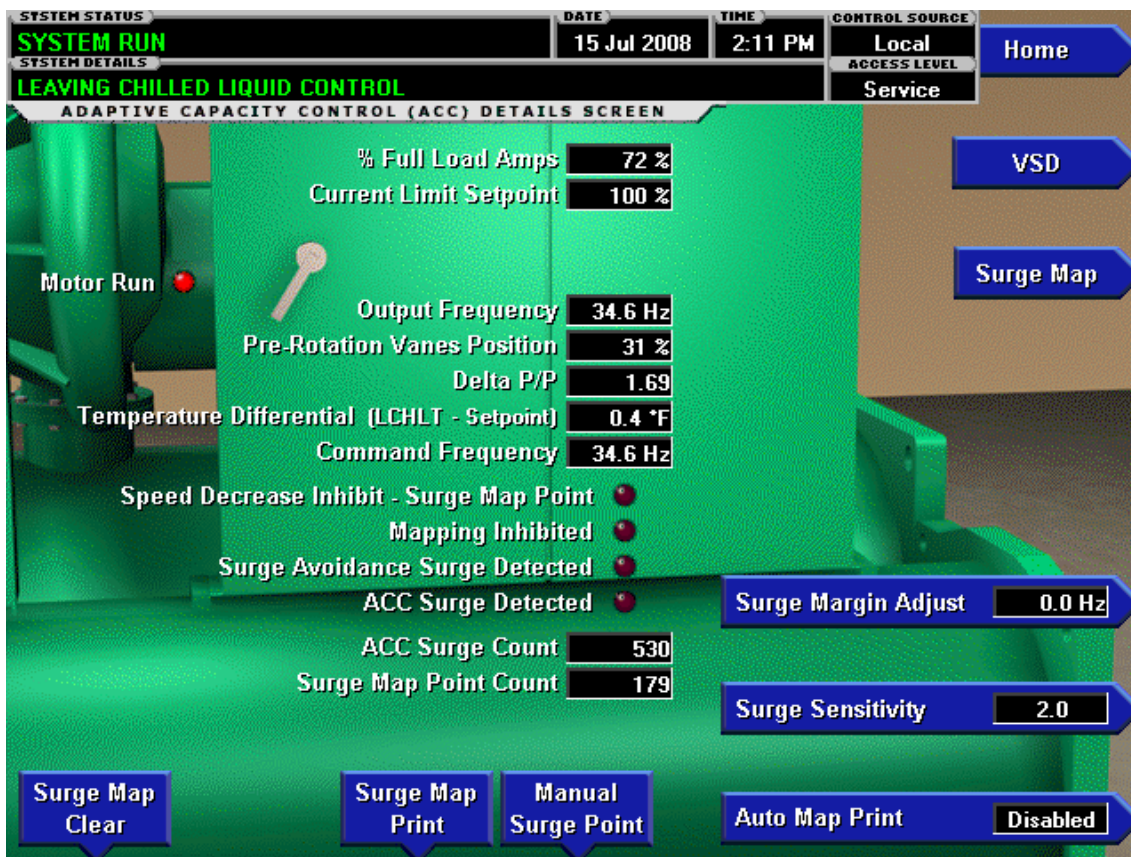 SYSTEM STATUS
SYSTEM RUN
DATE
15 Jul 2008
TIME
2:11 PM
CONTROL SOURCE
Local
SYSTEM DETAILS
LEAVING CHILLED LIQUID CONTROL
ACCESS LEVEL
Service
Home
ADAPTIVE CAPACITY CONTROL (ACC) DETAILS SCREEN
% Full Load Amps 72 %
VSD
Current Limit Setpoint 100 %
Motor Run
Surge Map
Output Frequency 34.6 Hz
Pre-Rotation Vanes Position 31 %
Delta P/P 1.69
Temperature Differential (LCHLT - Setpoint) 0.4 °F
Command Frequency 34.6 Hz
Speed Decrease Inhibit - Surge Map Point
Mapping Inhibited
Surge Avoidance Surge Detected
ACC Surge Detected
Surge Margin Adjust 0.0 Hz
ACC Surge Count 530
Surge Map Point Count 179
Surge Sensitivity 2.0
Surge Map
Clear
Surge Map
Print
Manual
Surge Point
Auto Map Print Disabled